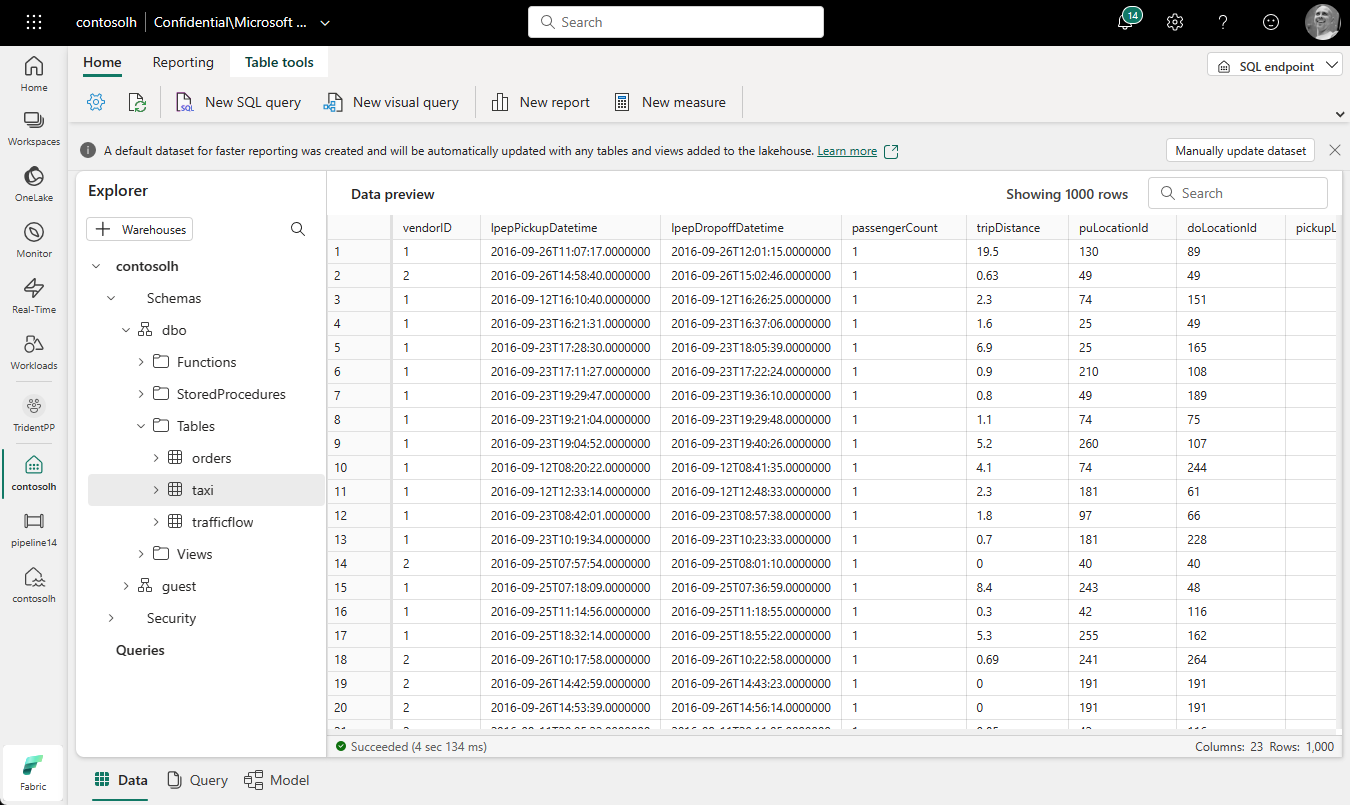 contosolh Confidential\Microsoft ... Search 14
Home Reporting Table tools SQL endpoint
New SQL query New visual query New report New measure
A default dataset for faster reporting was created and will be automatically updated with any tables and views added to the lakehouse. Learn more Manually update dataset
Home
Workspaces
OneLake
Monitor
Real-Time
Workloads
TridentPP
contosolh
pipeline14
contosolh
Fabric
Explorer
Warehouses
contosolh
Schemas
dbo
Functions
StoredProcedures
Tables
orders
taxi
trafficflow
Views
guest
Security
Queries
Data preview Showing 1000 rows Search
vendorID lpepPickupDatetime lpepDropoffDatetime passengerCount tripDistance puLocationId doLocationId pickupL
1 1 2016-09-26T11:07:17.0000000 2016-09-26T12:01:15.0000000 1 19.5 130 89
2 2 2016-09-26T14:58:40.0000000 2016-09-26T15:02:46.0000000 1 0.63 49 49
3 1 2016-09-12T16:10:40.0000000 2016-09-12T16:26:25.0000000 1 2.3 74 151
4 1 2016-09-23T16:21:31.0000000 2016-09-23T16:37:06.0000000 1 1.6 25 49
5 1 2016-09-23T17:28:30.0000000 2016-09-23T18:05:39.0000000 1 6.9 25 165
6 1 2016-09-23T17:11:27.0000000 2016-09-23T17:22:24.0000000 1 0.9 210 108
7 1 2016-09-23T19:29:47.0000000 2016-09-23T19:36:10.0000000 1 0.8 49 189
8 1 2016-09-23T19:21:04.0000000 2016-09-23T19:29:48.0000000 1 1.1 74 75
9 1 2016-09-23T19:04:52.0000000 2016-09-23T19:40:26.0000000 1 5.2 260 107
10 1 2016-09-12T08:20:22.0000000 2016-09-12T08:41:35.0000000 1 4.1 74 244
11 1 2016-09-12T12:33:14.0000000 2016-09-12T12:48:33.0000000 1 2.3 181 61
12 1 2016-09-23T08:42:01.0000000 2016-09-23T08:57:38.0000000 1 1.8 97 66
13 1 2016-09-23T10:19:34.0000000 2016-09-23T10:23:33.0000000 1 0.7 181 228
14 2 2016-09-25T07:57:54.0000000 2016-09-25T08:01:10.0000000 1 0 40 40
15 1 2016-09-25T07:18:09.0000000 2016-09-25T07:36:59.0000000 1 8.4 243 48
16 1 2016-09-25T11:14:56.0000000 2016-09-25T11:18:55.0000000 1 0.3 42 116
17 1 2016-09-25T18:32:14.0000000 2016-09-25T18:55:22.0000000 1 5.3 255 162
18 2 2016-09-26T10:17:58.0000000 2016-09-26T10:22:58.0000000 1 0.69 241 264
19 2 2016-09-26T14:42:59.0000000 2016-09-26T14:43:23.0000000 1 0 191 191
20 2 2016-09-26T14:53:39.0000000 2016-09-26T14:56:14.0000000 1 0 191 191
Succeeded (4 sec 134 ms) Columns: 23 Rows: 1,000
Data Query Model